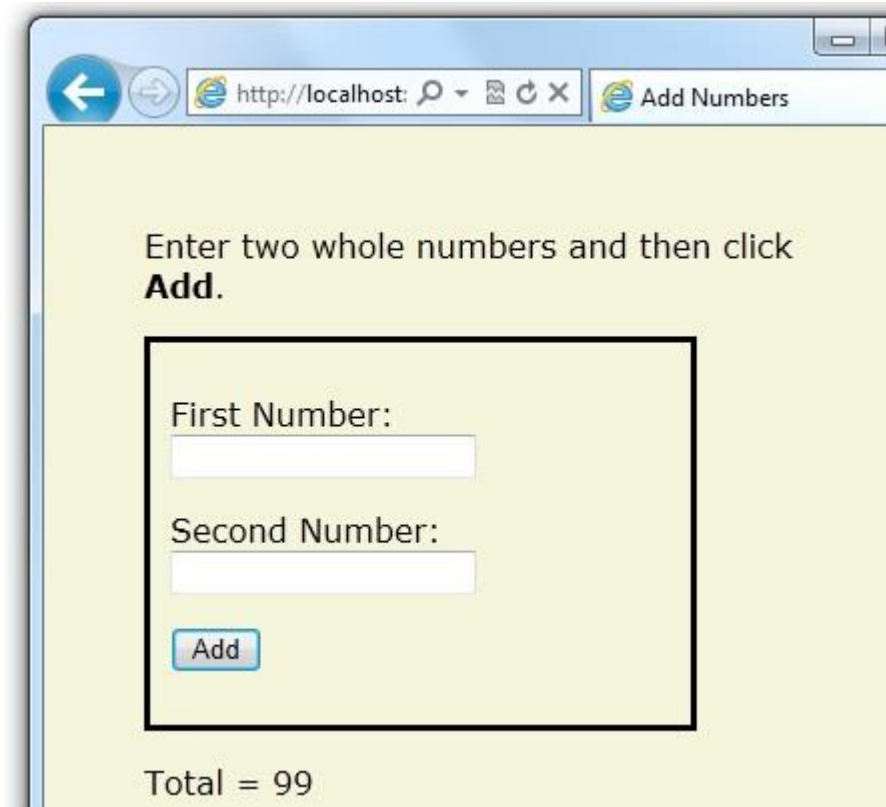 http://localhost:
Add Numbers
Enter two whole numbers and then click
Add.
First Number:
Second Number:
Add
Total = 99